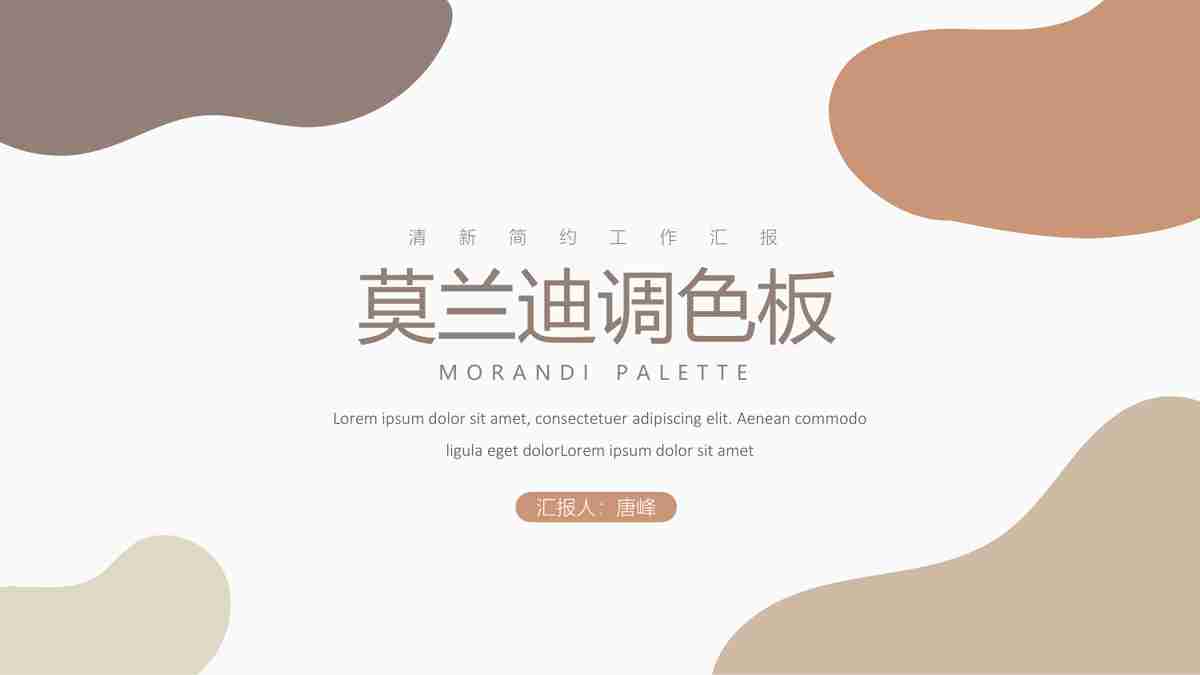 清新简约工作汇报
莫兰迪调色板
MORANDI PALETTE
Lorem ipsum dolor sit amet, consectetuer adipiscing elit. Aenean commodo
ligula eget dolorLorem ipsum dolor sit amet
汇报人：唐峰